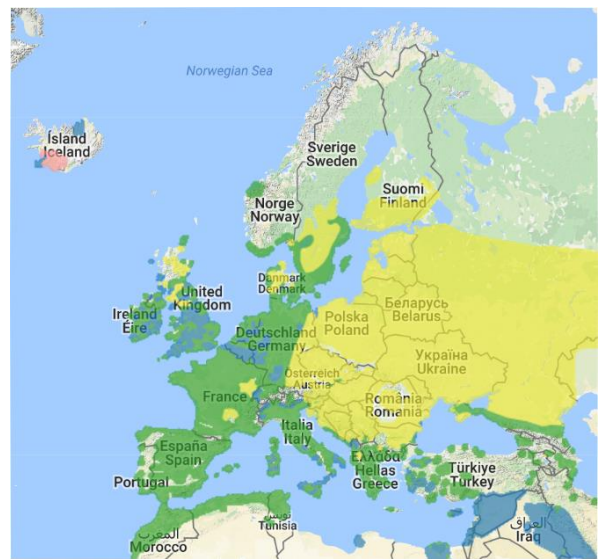 Norwegian Sea
Ísland
Iceland
Sverige
Sweden
Suomi
Finland
Norge
Norway
Danmark
Denmark
United
Kingdom
Ireland
Éire
Беларусь
Belarus
Polska
Poland
Deutschland
Germany
Україна
Ukraine
Österreich
Austria
France
România
Romania
Italia
Italy
España
Spain
Ελλάδα
Hellas
Greece
Türkiye
Turkey
Portugal
تونس
Tunisia
العراق
Iraq
المغرب
Morocco